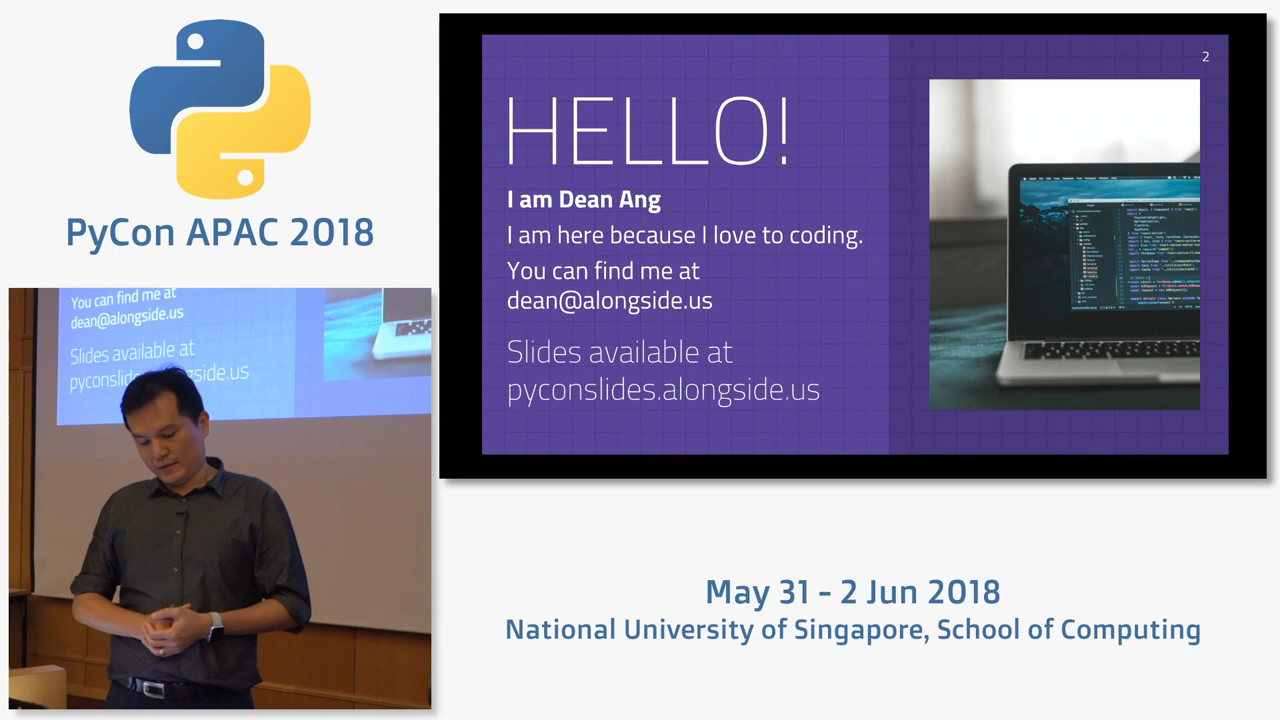 PyCon APAC 2018
2
HELLO!
I am Dean Ang
I am here because I love to coding.
You can find me at
dean@alongside.us
Slides available at
pyconslides.alongside.us
You can find me at
dean@alongside.us
Slides available at
May 31 - 2 Jun 2018
National University of Singapore, School of Computing